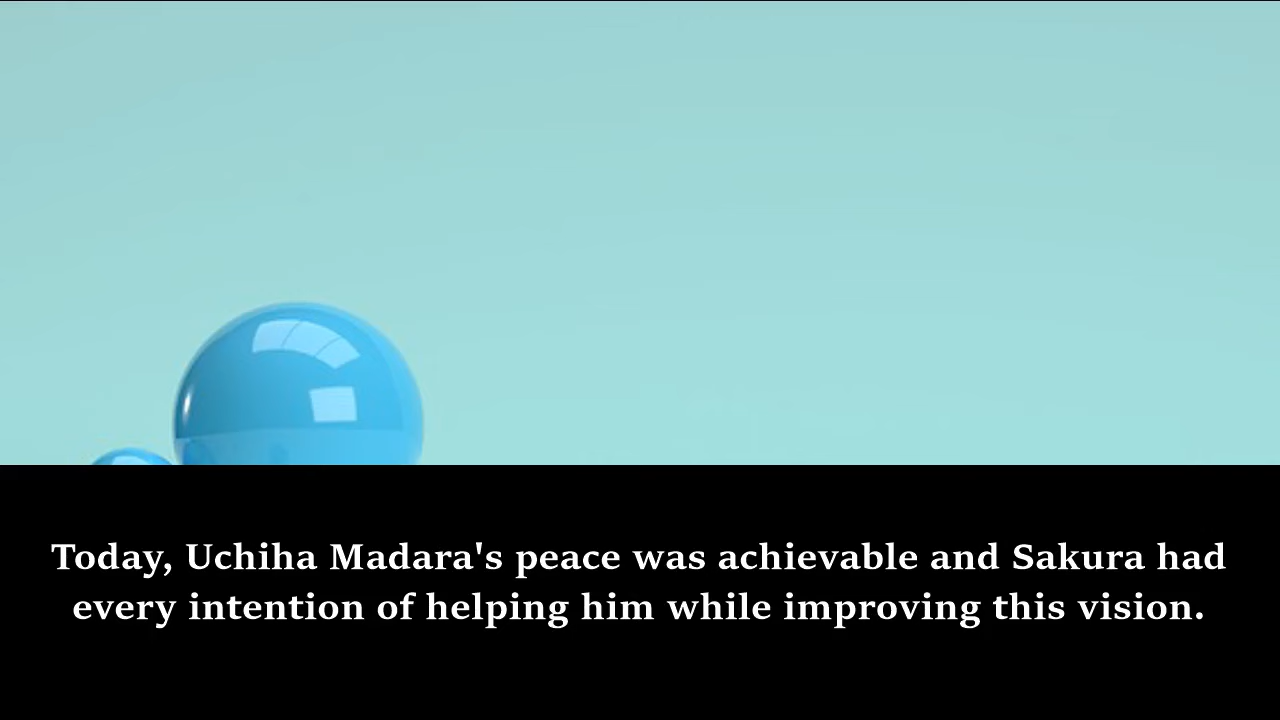 Today, Uchiha Madara's peace was achievable and Sakura had
every intention of helping him while improving this vision.